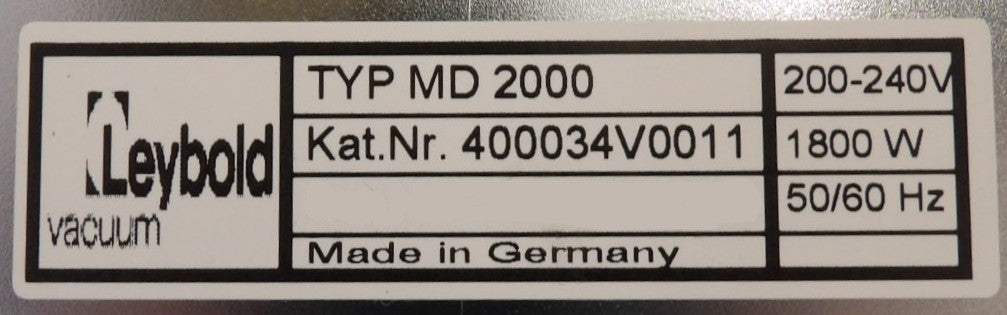 Leybold
vacuum
TYP MD 2000
200-240V
Kat.Nr. 400034V0011
1800 W
50/60 Hz
Made in Germany